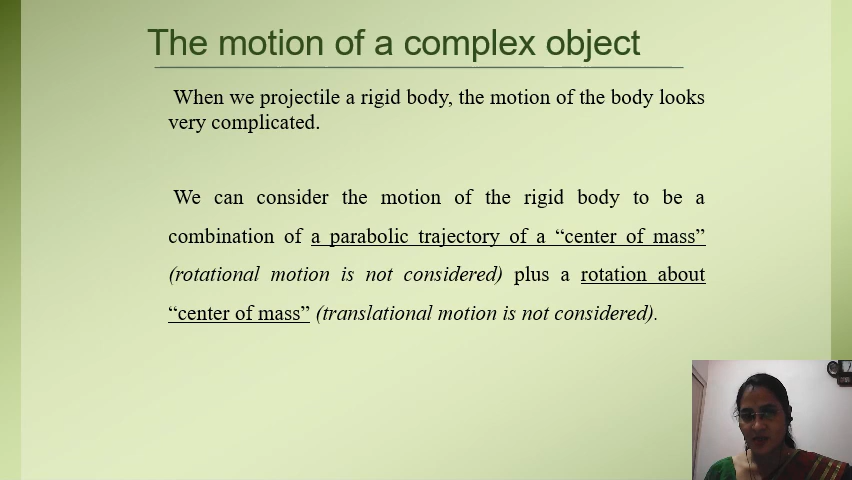 The motion of a complex object
When we projectile a rigid body, the motion of the body looks
very complicated.
We can consider the motion of the rigid body to be a
combination of a parabolic trajectory of a “center of mass”
(rotational motion is not considered) plus a rotation about
“center of mass” (translational motion is not considered).